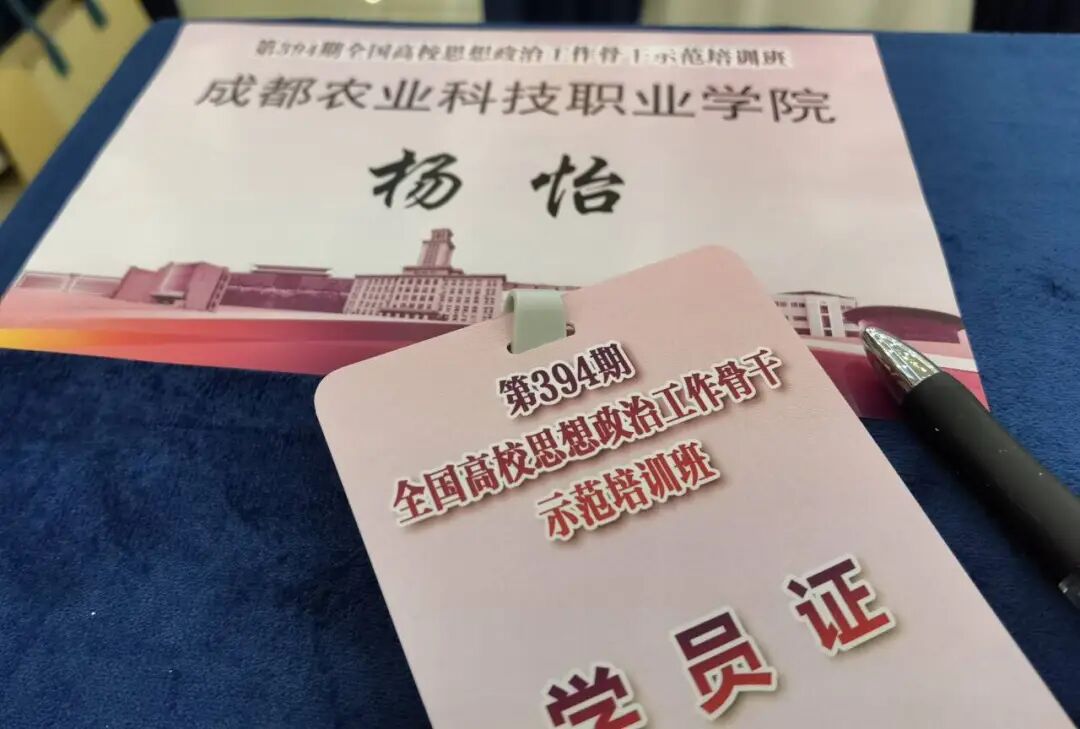 第394期全国高校思想政治工作骨干示范培训班
成都农业科技职业学院
杨怡
第394期
全国高校思想政治工作骨干
示范培训班
学员证